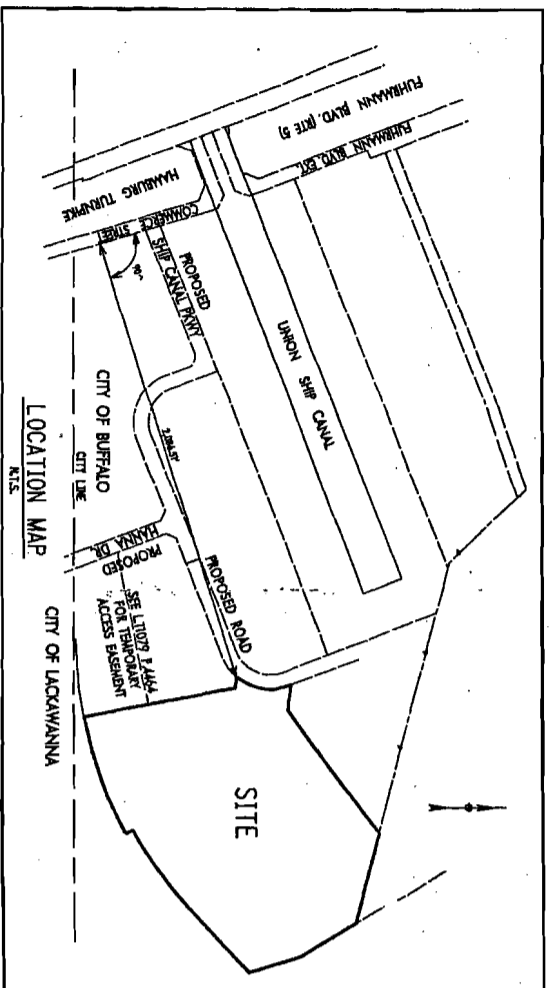 FUHRMANN BLVD. (RTE 5)
FUHRMANN BLVD. EXT.
HAMBURG TURNPIKE
COMMERCE
STREET
PROPOSED
SHIP CANAL PKWY
90°
UNION SHIP CANAL
CITY OF BUFFALO
CITY LINE
CITY OF LACKAWANNA
PROPOSED
HANNA DR.
PROPOSED ROAD
SEE L.11079 P.4464
FOR TEMPORARY
ACCESS EASEMENT
SITE
LOCATION MAP
N.T.S.